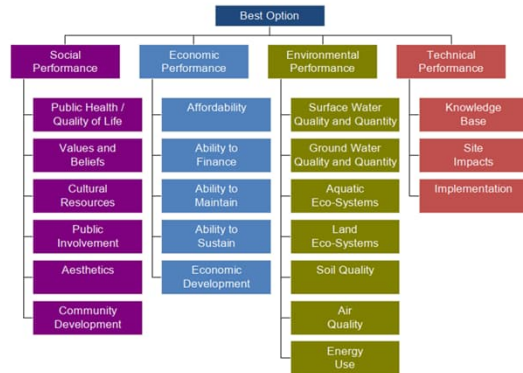 Best Option
Social
Performance
Economic
Performance
Environmental
Performance
Technical
Performance
Public Health /
Quality of Life
Values and
Beliefs
Cultural
Resources
Public
Involvement
Aesthetics
Community
Development
Affordability
Ability to
Finance
Ability to
Maintain
Ability to
Sustain
Economic
Development
Surface Water
Quality and Quantity
Ground Water
Quality and Quantity
Aquatic
Eco-Systems
Land
Eco-Systems
Soil Quality
Air
Quality
Energy
Use
Knowledge
Base
Site
Impacts
Implementation